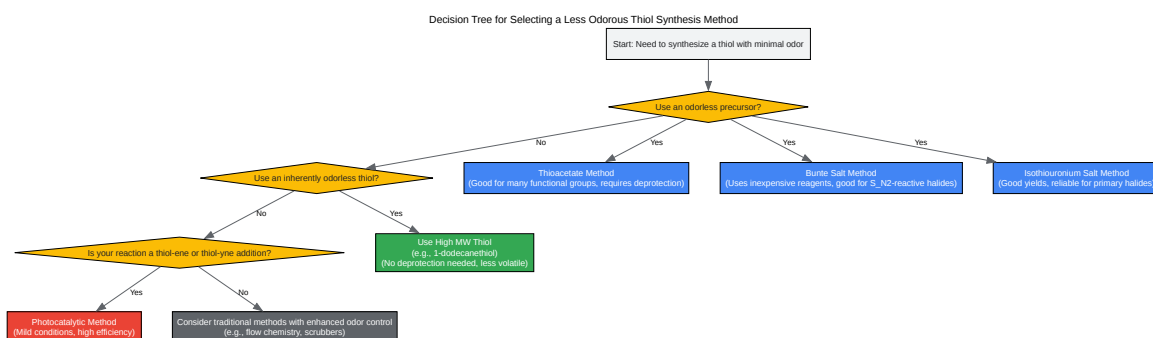 Decision Tree for Selecting a Less Odorous Thiol Synthesis Method
Start: Need to synthesize a thiol with minimal odor
Use an odorless precursor?
No
Yes
Yes
Yes
Use an inherently odorless thiol?
Thioacetate Method
(Good for many functional groups, requires deprotection)
Bunte Salt Method
(Uses inexpensive reagents, good for S_N2-reactive halides)
Isothiouronium Salt Method
(Good yields, reliable for primary halides)
No
Yes
Is your reaction a thiol-ene or thiol-yne addition?
Use High MW Thiol
(e.g., 1-dodecanethiol)
(No deprotection needed, less volatile)
Yes
No
Photocatalytic Method
(Mild conditions, high efficiency)
Consider traditional methods with enhanced odor control
(e.g., flow chemistry, scrubbers)